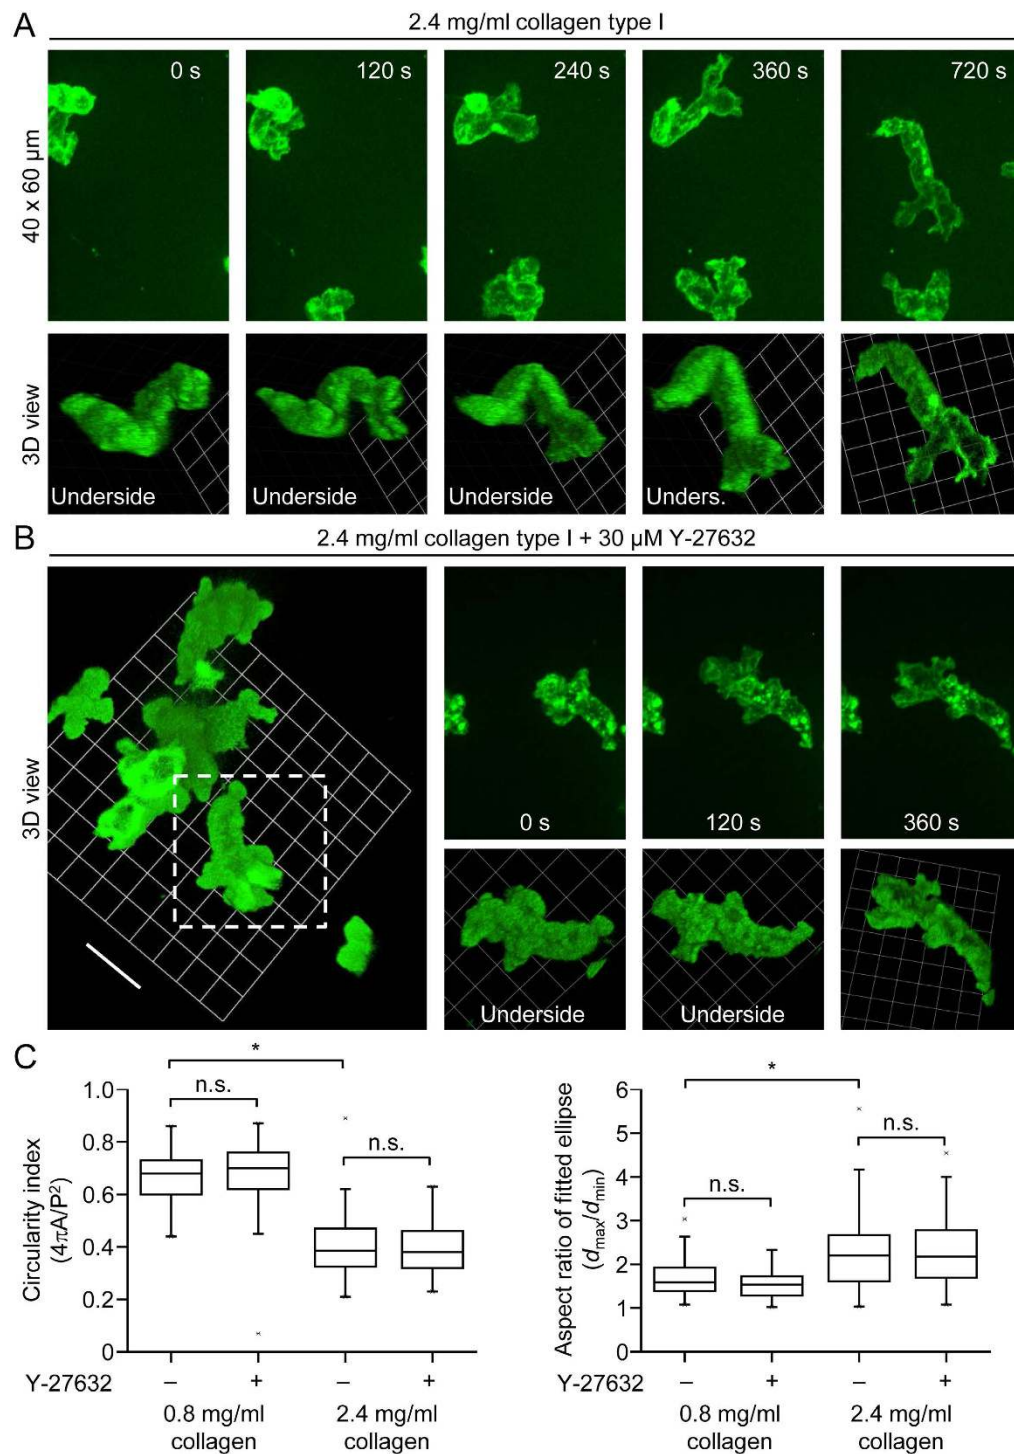 A
2.4 mg/ml collagen type I
40 x 60 µm
0 s
120 s
240 s
360 s
720 s
3D view
Underside
Underside
Underside
Unders.
B
2.4 mg/ml collagen type I + 30 µM Y-27632
3D view
0 s
120 s
360 s
Underside
Underside
C
Circularity index
(4πA/P²)
1.0
0.8
0.6
0.4
0.2
0
*
n.s.
n.s.
Y-27632
– + – +
0.8 mg/ml
collagen
2.4 mg/ml
collagen
Aspect ratio of fitted ellipse
(dmax/dmin)
6
5
4
3
2
1
0
*
n.s.
n.s.
Y-27632
– + – +
0.8 mg/ml
collagen
2.4 mg/ml
collagen